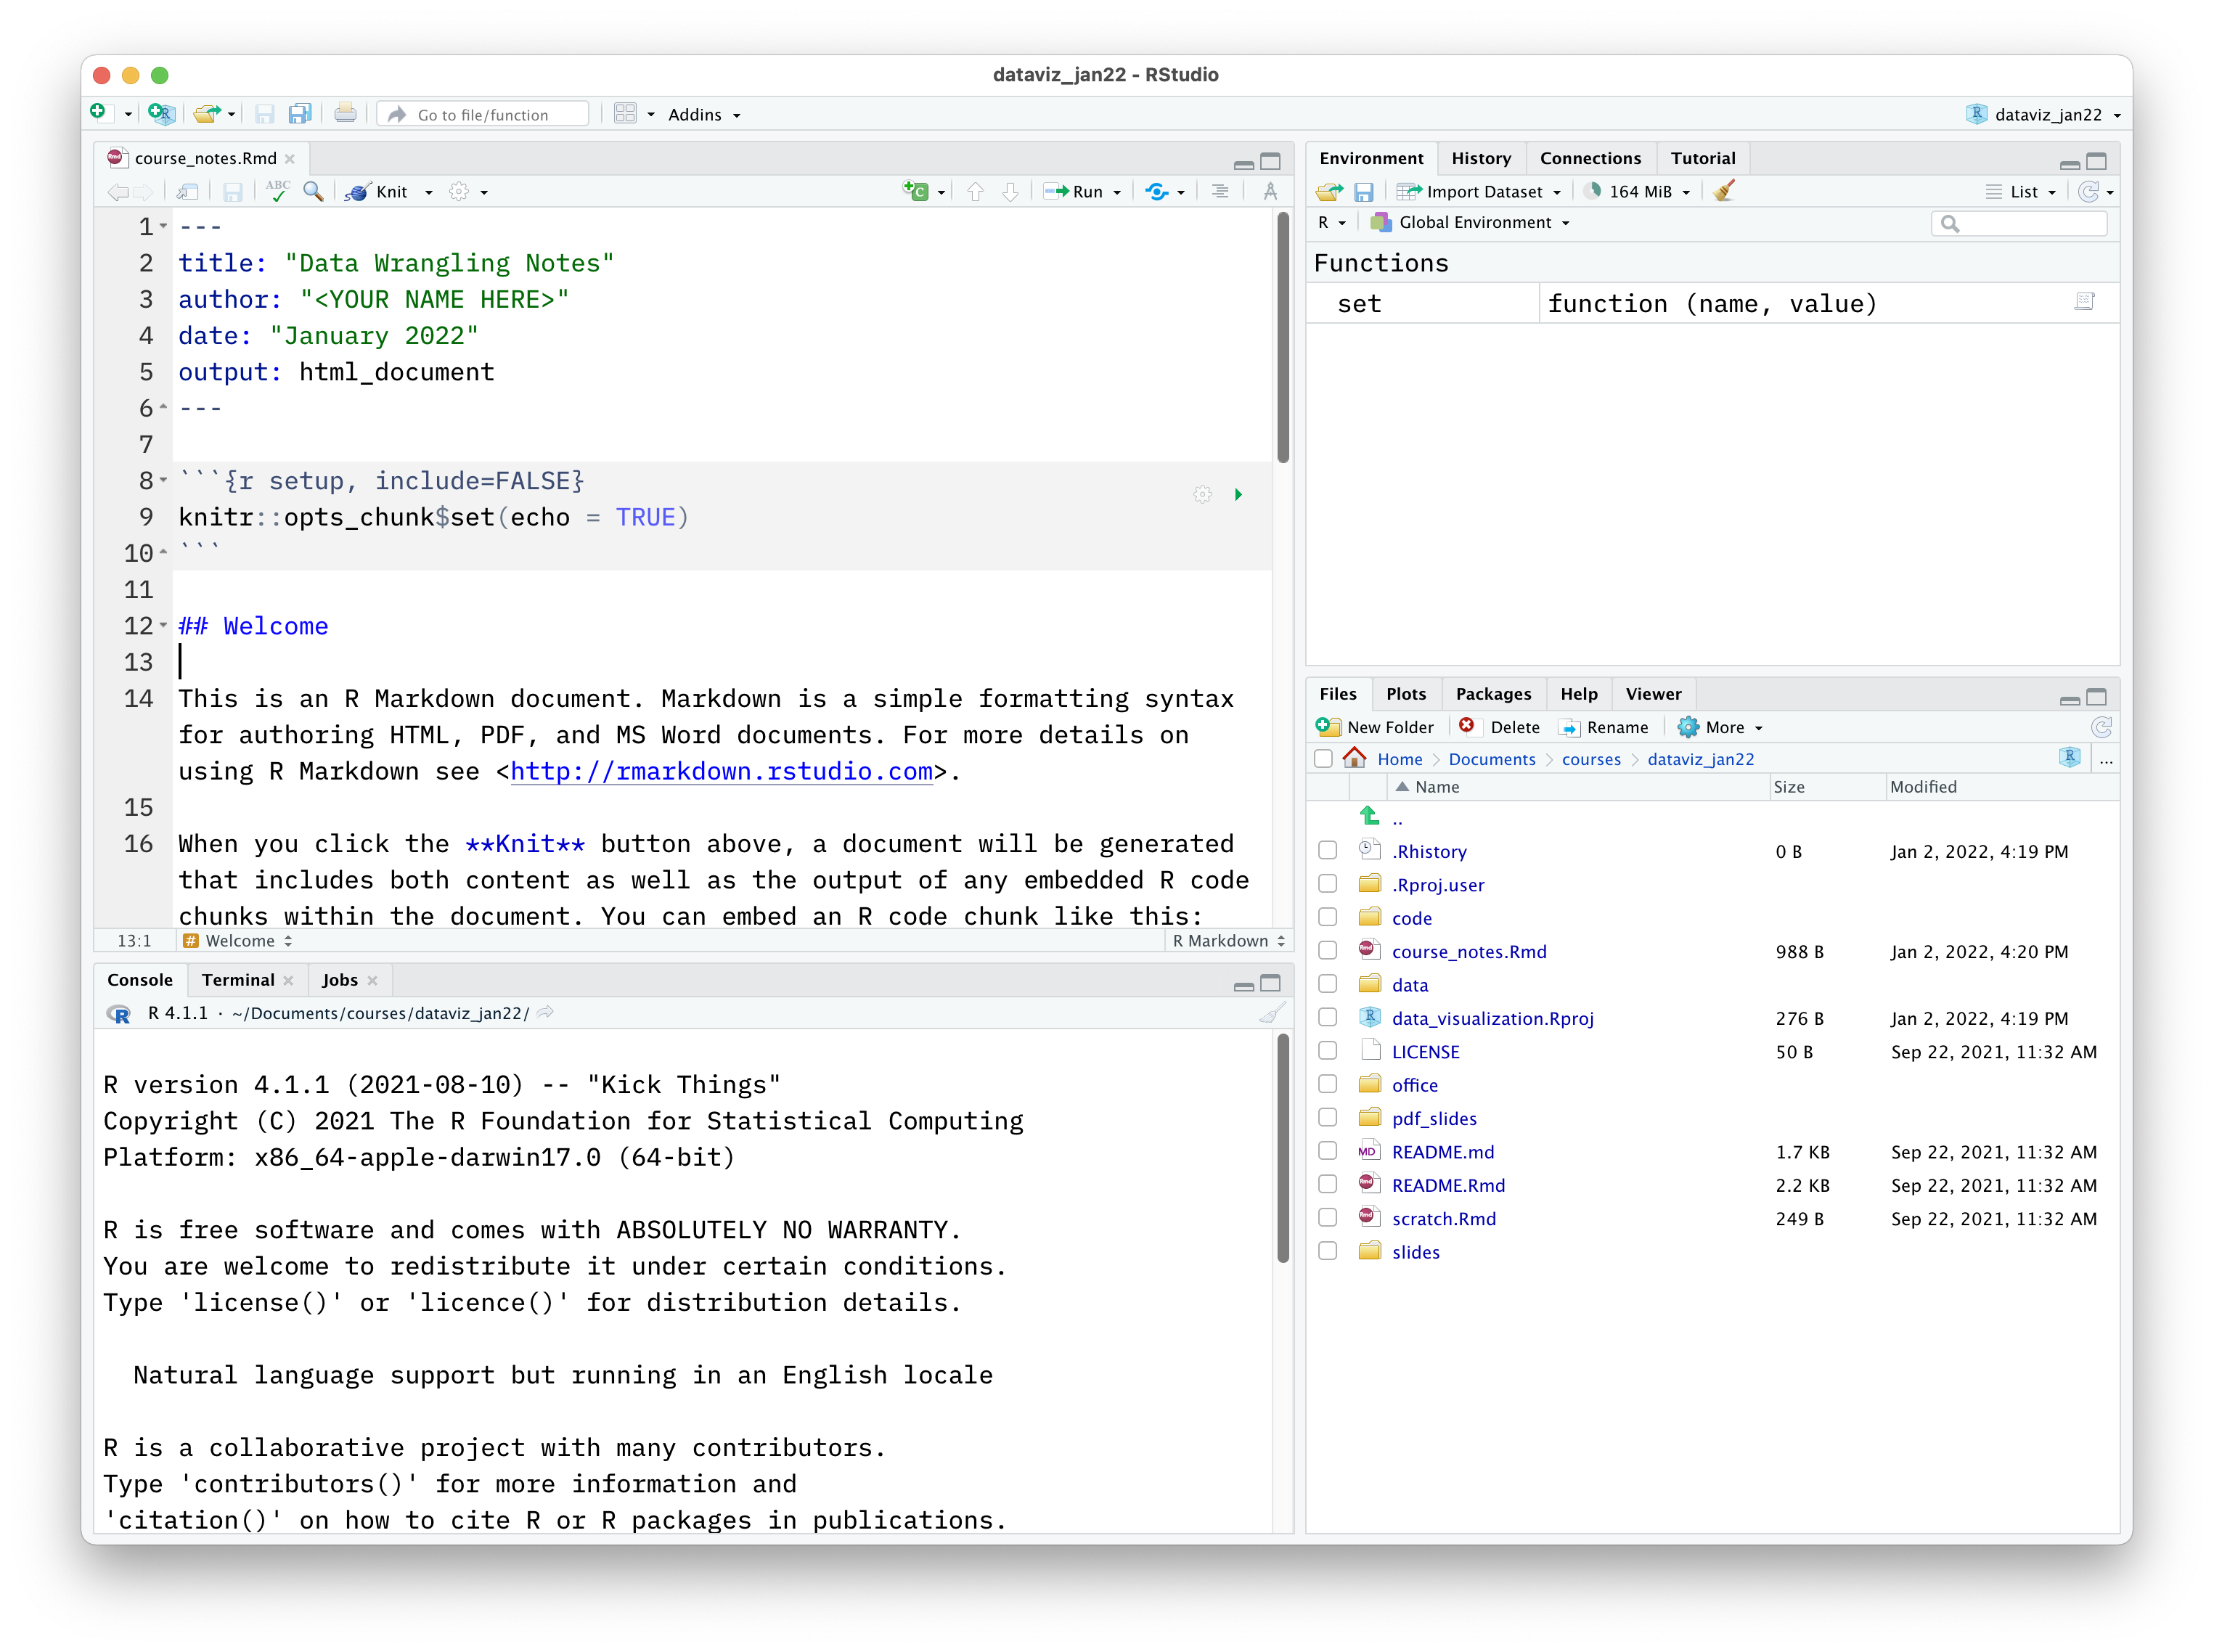 dataviz_jan22 - RStudio
Go to file/function
Addins
dataviz_jan22
course_notes.Rmd
ABC
Knit
Run
1 ---
2 title: "Data Wrangling Notes"
3 author: "<YOUR NAME HERE>"
4 date: "January 2022"
5 output: html_document
6 ---
7
8 ```{r setup, include=FALSE}
9 knitr::opts_chunk$set(echo = TRUE)
10 ```
11
12 ## Welcome
13
14 This is an R Markdown document. Markdown is a simple formatting syntax
for authoring HTML, PDF, and MS Word documents. For more details on
using R Markdown see <http://rmarkdown.rstudio.com>.
15
16 When you click the **Knit** button above, a document will be generated
that includes both content as well as the output of any embedded R code
chunks within the document. You can embed an R code chunk like this:
13:1 # Welcome R Markdown
Console Terminal Jobs
R 4.1.1 · ~/Documents/courses/dataviz_jan22/
R version 4.1.1 (2021-08-10) -- "Kick Things"
Copyright (C) 2021 The R Foundation for Statistical Computing
Platform: x86_64-apple-darwin17.0 (64-bit)
R is free software and comes with ABSOLUTELY NO WARRANTY.
You are welcome to redistribute it under certain conditions.
Type 'license()' or 'licence()' for distribution details.
Natural language support but running in an English locale
R is a collaborative project with many contributors.
Type 'contributors()' for more information and
'citation()' on how to cite R or R packages in publications.
Environment History Connections Tutorial
Import Dataset 164 MiB List
R Global Environment
Functions
set function (name, value)
Files Plots Packages Help Viewer
New Folder Delete Rename More
Home Documents courses dataviz_jan22 ...
Name Size Modified
..
.Rhistory 0 B Jan 2, 2022, 4:19 PM
.Rproj.user
code
course_notes.Rmd 988 B Jan 2, 2022, 4:20 PM
data
data_visualization.Rproj 276 B Jan 2, 2022, 4:19 PM
LICENSE 50 B Sep 22, 2021, 11:32 AM
office
pdf_slides
MD README.md 1.7 KB Sep 22, 2021, 11:32 AM
README.Rmd 2.2 KB Sep 22, 2021, 11:32 AM
scratch.Rmd 249 B Sep 22, 2021, 11:32 AM
slides